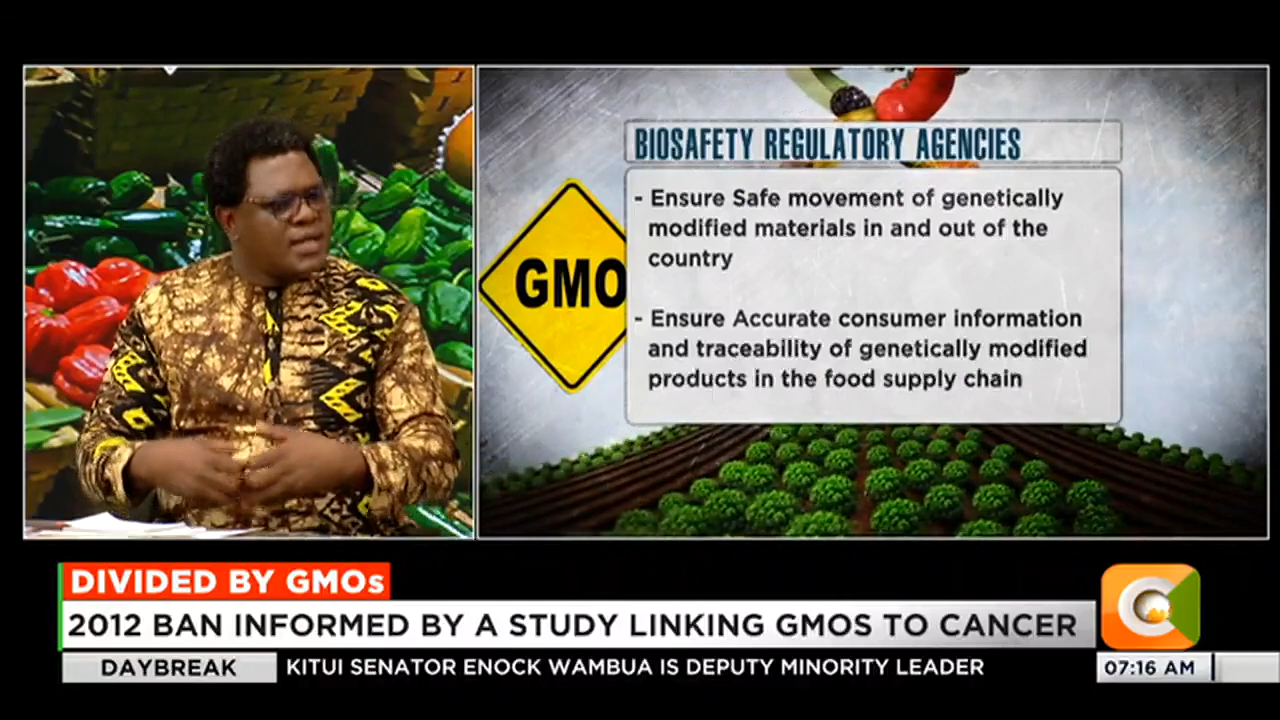 BIOSAFETY REGULATORY AGENCIES
- Ensure Safe movement of genetically
modified materials in and out of the
country
GMO
- Ensure Accurate consumer information
and traceability of genetically modified
products in the food supply chain
DIVIDED BY GMOs
2012 BAN INFORMED BY A STUDY LINKING GMOS TO CANCER
DAYBREAK
KITUI SENATOR ENOCK WAMBUA IS DEPUTY MINORITY LEADER
07:16 AM